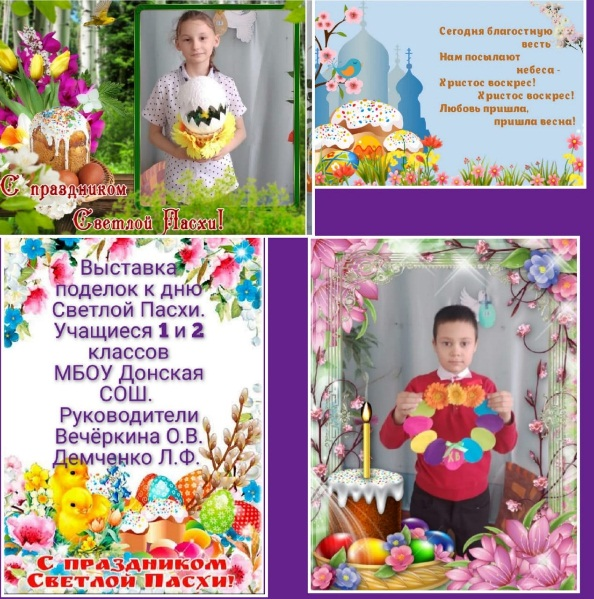 С праздником
Светлой Пасхи!
Сегодня благостную
весть
Нам посылают
небеса -
Христос воскрес!
Христос воскрес!
Любовь пришла,
пришла весна!
Выставка
поделок к дню
Светлой Пасхи.
Учащиеся 1 и 2
классов
МБОУ Донская
СОШ.
Руководители
Вечёркина О.В.
Демченко Л.Ф.
С праздником
Светлой Пасхи!